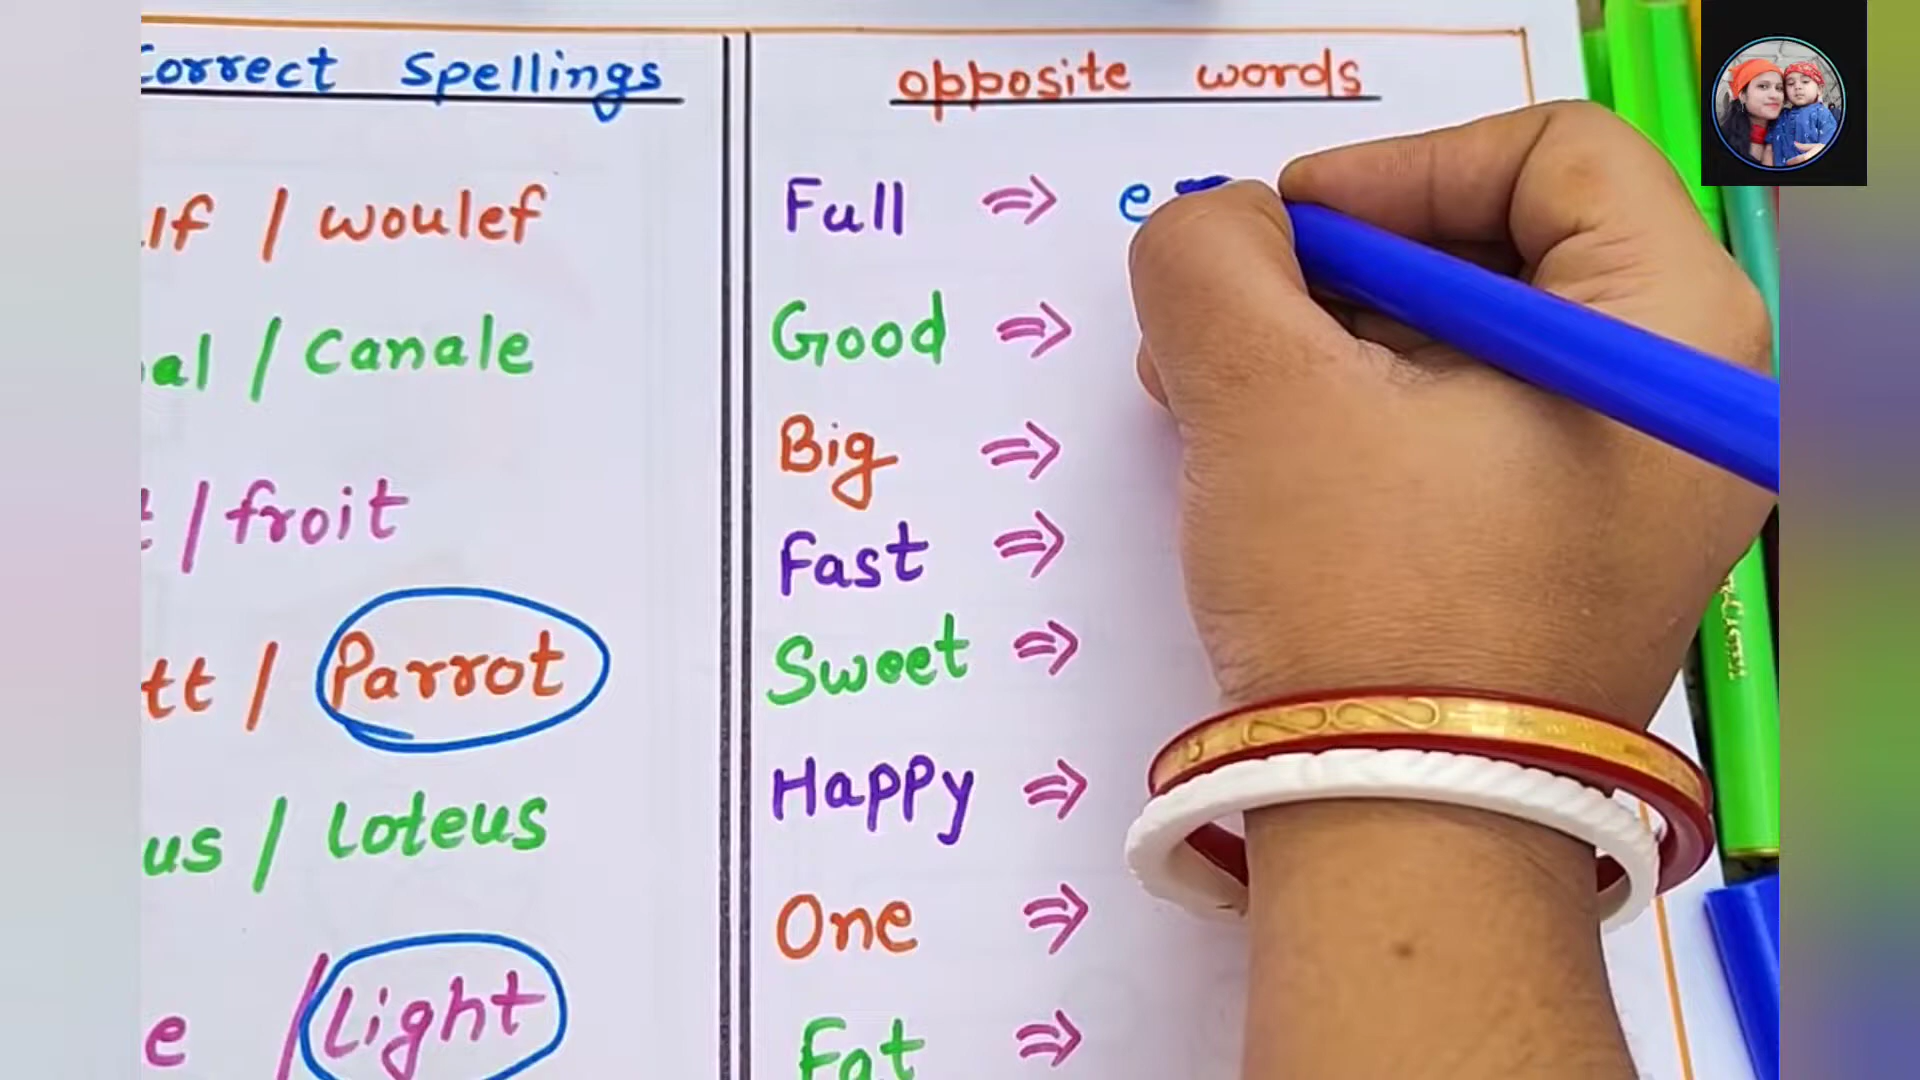 Correct Spellings
lf / woulef
al / Canale
t / froit
tt / Parrot
us / Loteus
e / Light
opposite words
Full ⇒ e
Good ⇒
Big ⇒
Fast ⇒
Sweet ⇒
Happy ⇒
One ⇒
Fat ⇒